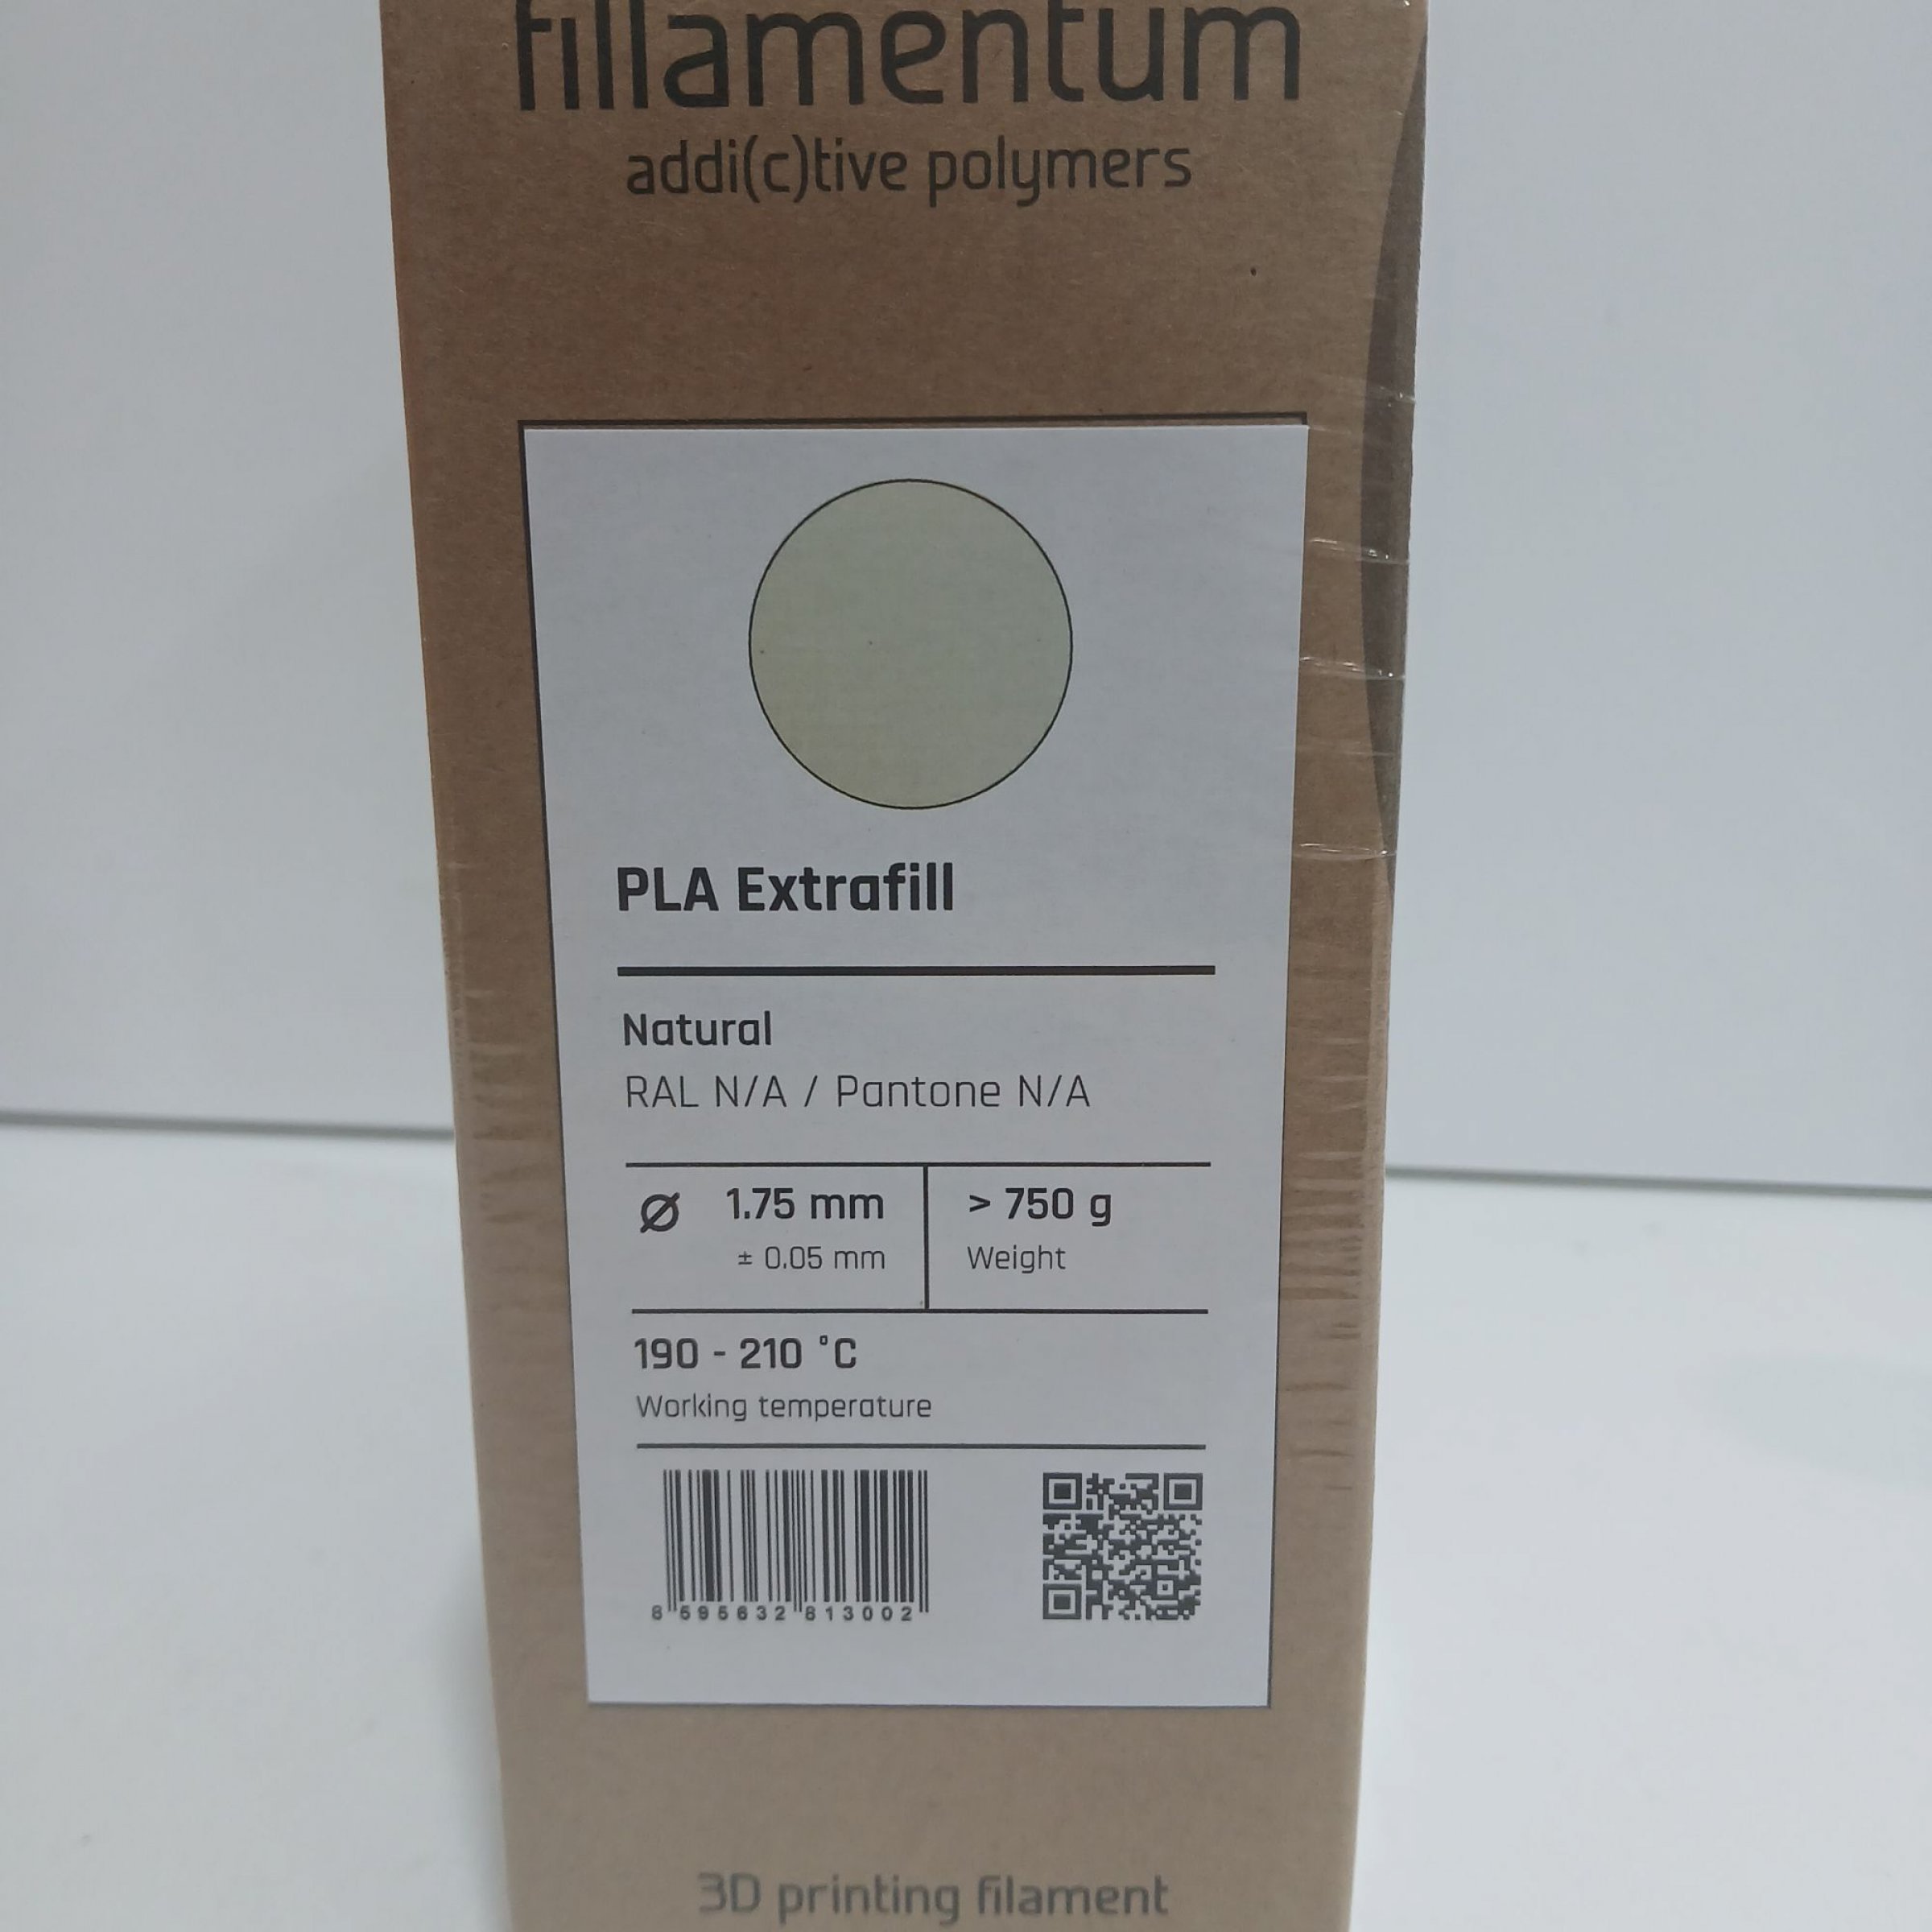 fillamentum
addi(c)tive polymers
PLA Extrafill
Natural
RAL N/A / Pantone N/A
Ø 1.75 mm > 750 g
± 0.05 mm Weight
190 - 210 °C
Working temperature
8 595632 813002
3D printing filament